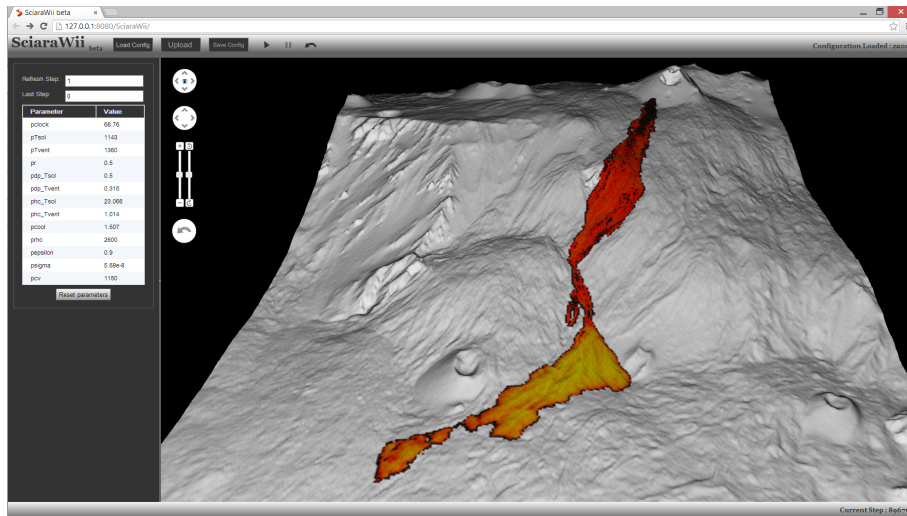 SciaraWii beta
127.0.0.1:8080/SciaraWii/
SciaraWii beta Load Config Upload Save Config
Configuration Loaded :
Refresh Step: 1
Last Step: 0
Parameter Value
pclock 68.76
pTsol 1143
pTvent 1360
pr 0.5
pdp_Tsol
pdp_Tvent 0.315
phc_Tsol 23.066
phc_Tvent 1.014
pcool 1.507
prho 2600
pepsilon 0.9
psigma 5.68e-8
pcv 1150
Reset parameters
Current Step :